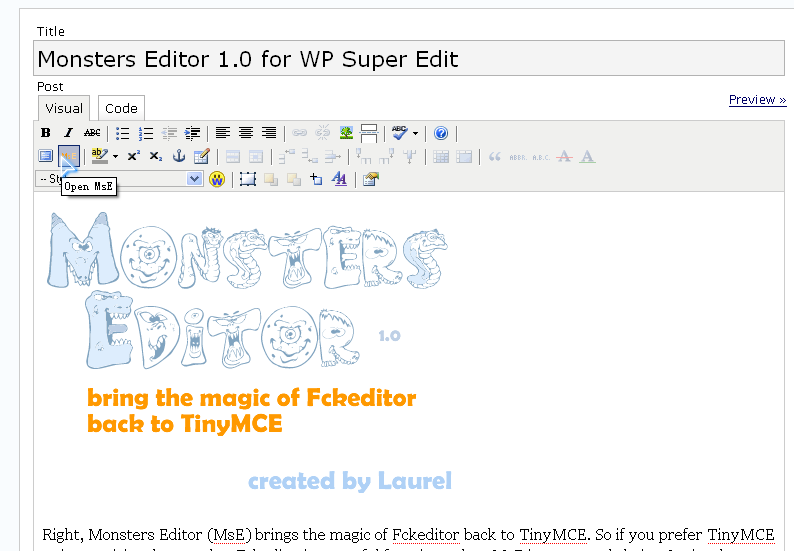 Title
Monsters Editor 1.0 for WP Super Edit
Post
Visual Code
Preview »
B I ABC ABC
ABBR. A.B.C. A A
-- St
Open MsE
MONSTERS
EDITOR 1.0
bring the magic of Fckeditor
back to TinyMCE
created by Laurel
Right, Monsters Editor (MsE) brings the magic of Fckeditor back to TinyMCE. So if you prefer TinyMCE